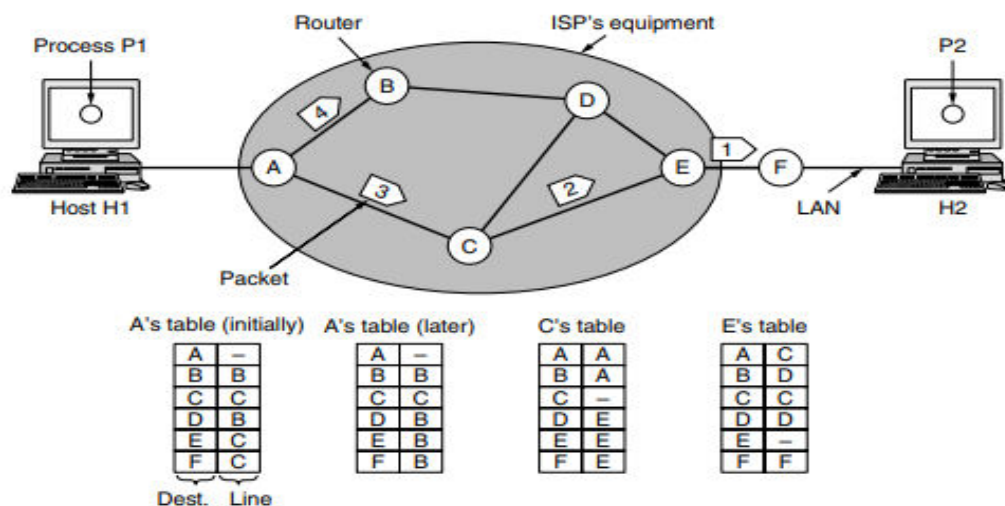 Router
ISP's equipment
Process P1
P2
B
D
4
1
A
3
2
E
F
C
Host H1
LAN
H2
Packet
A's table (initially)
A's table (later)
C's table
E's table
A –
B B
C C
D B
E C
F C
A –
B B
C C
D B
E B
F B
A A
B A
C –
D E
E E
F E
A C
B D
C C
D D
E –
F F
Dest. Line